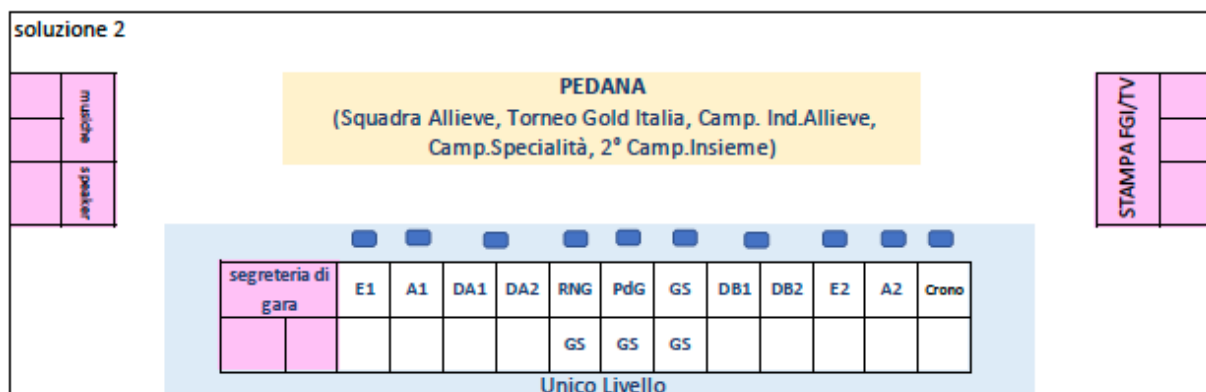 soluzione 2
musiche
speaker
PEDANA
(Squadra Allieve, Torneo Gold Italia, Camp. Ind.Allieve,
Camp.Specialità, 2° Camp.Insieme)
STAMPA FGI/TV
segreteria di
gara
E1 A1 DA1 DA2 RNG PdG GS DB1 DB2 E2 A2 Crono
GS GS GS
Unico Livello